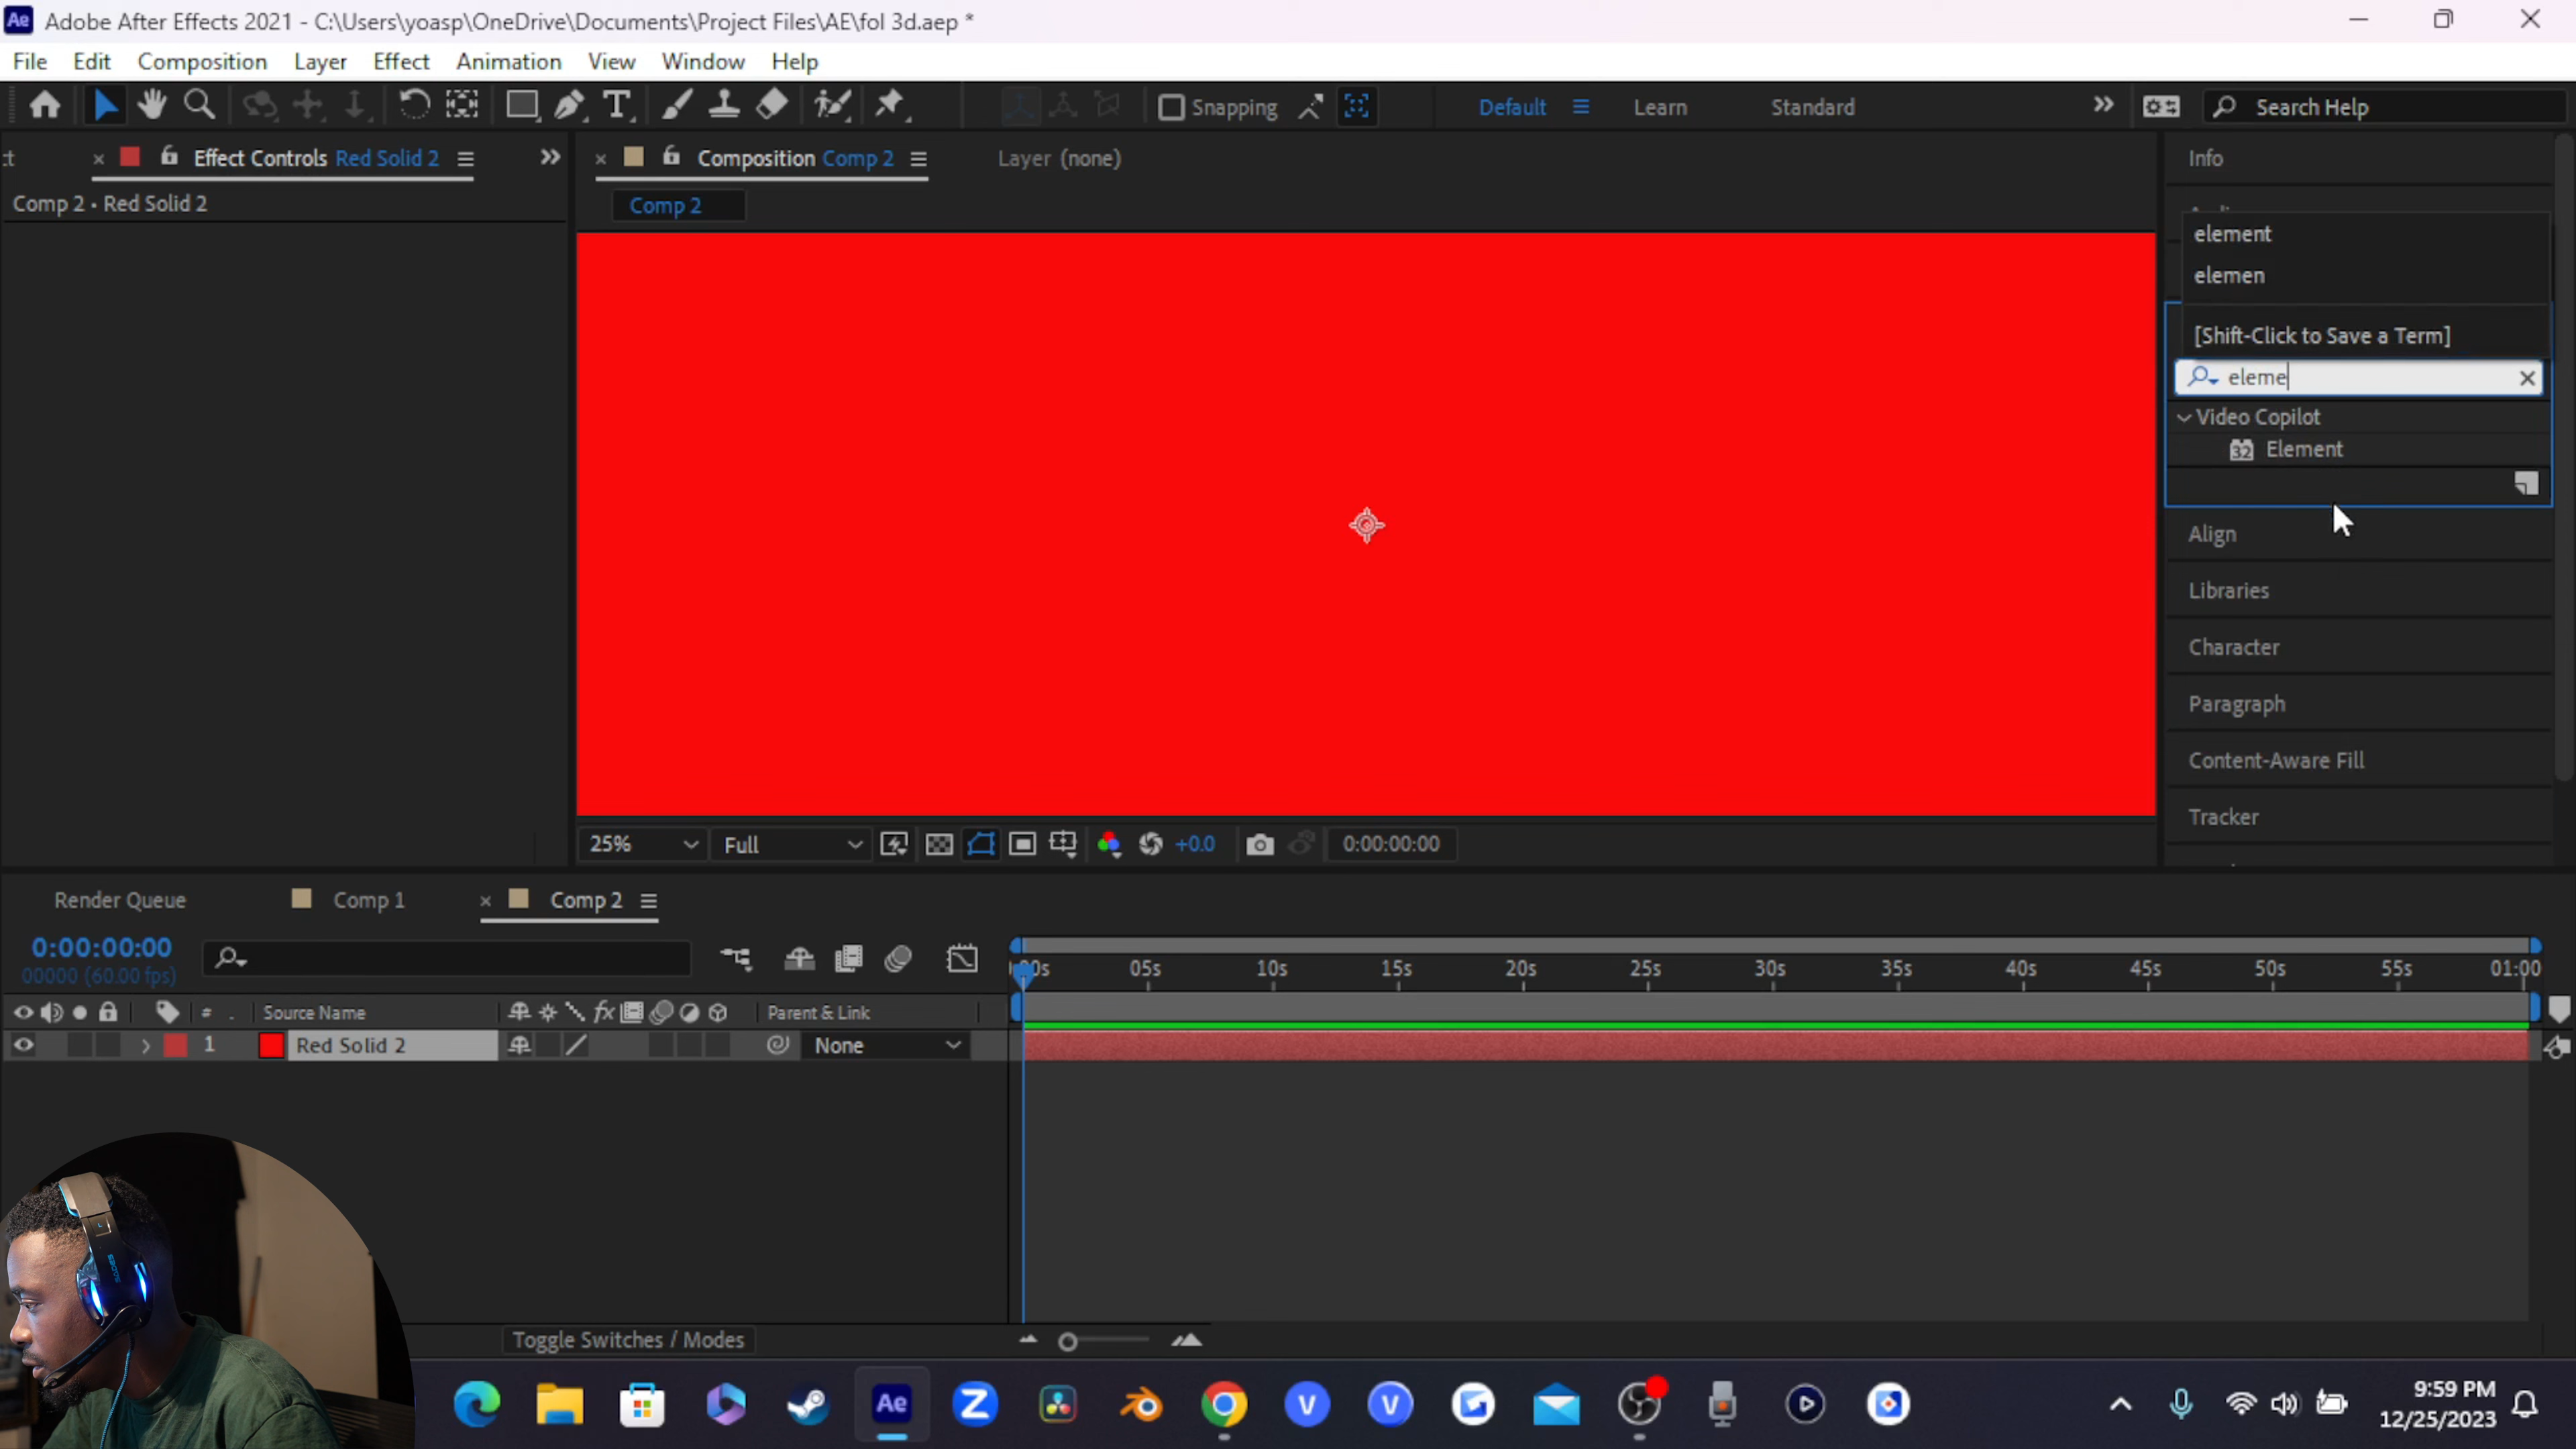 Adobe After Effects 2021 - C:\Users\yoasp\OneDrive\Documents\Project Files\AE\fol 3d.aep *
File Edit Composition Layer Effect Animation View Window Help
Snapping Default Learn Standard Search Help
Effect Controls Red Solid 2 Composition Comp 2 Layer (none) Info
Comp 2 • Red Solid 2
Comp 2
element
elemen
[Shift-Click to Save a Term]
eleme
Video Copilot
32 Element
Align
Libraries
Character
Paragraph
Content-Aware Fill
Tracker
25% Full +0.0 0:00:00:00
Render Queue Comp 1 Comp 2
0:00:00:00
00000 (60.00 fps)
05s 10s 15s 20s 25s 30s 35s 40s 45s 50s 55s 01:00
# . Source Name fx Parent & Link
1 Red Solid 2 None
Toggle Switches / Modes
Ae Z V V
9:59 PM
12/25/2023